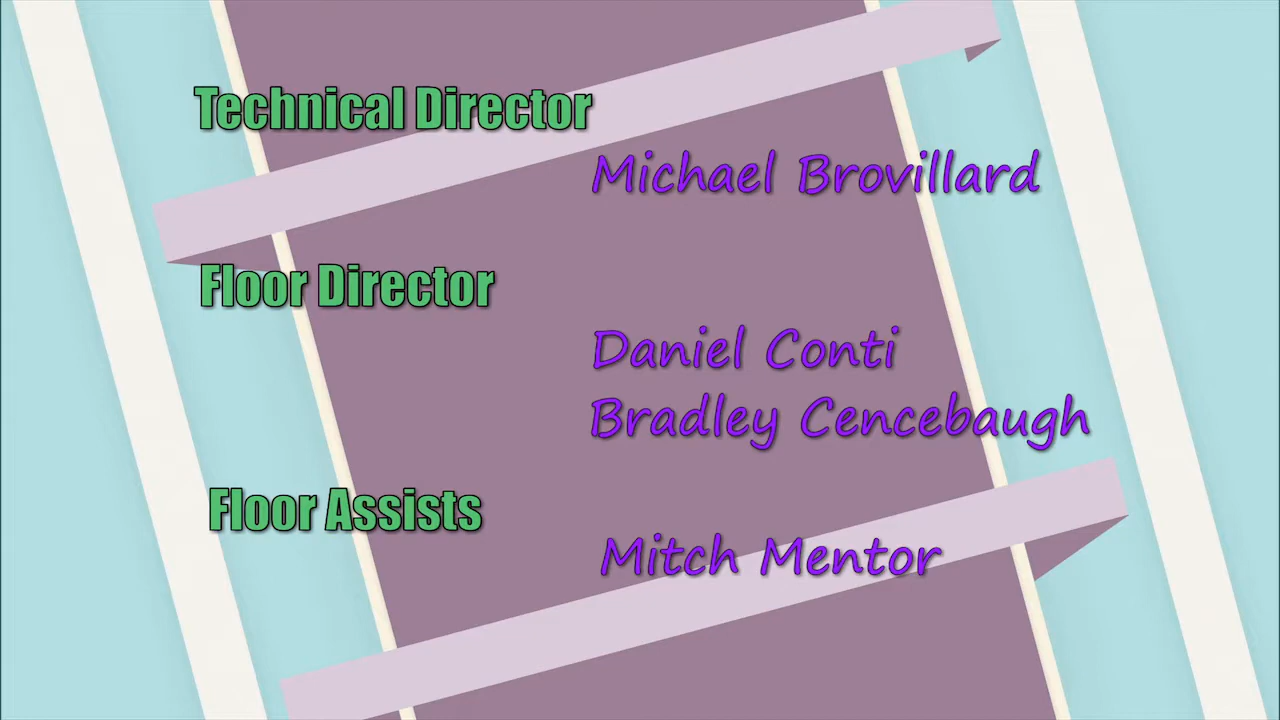 Technical Director
Michael Brovillard
Floor Director
Daniel Conti
Bradley Cencebaugh
Floor Assists
Mitch Mentor